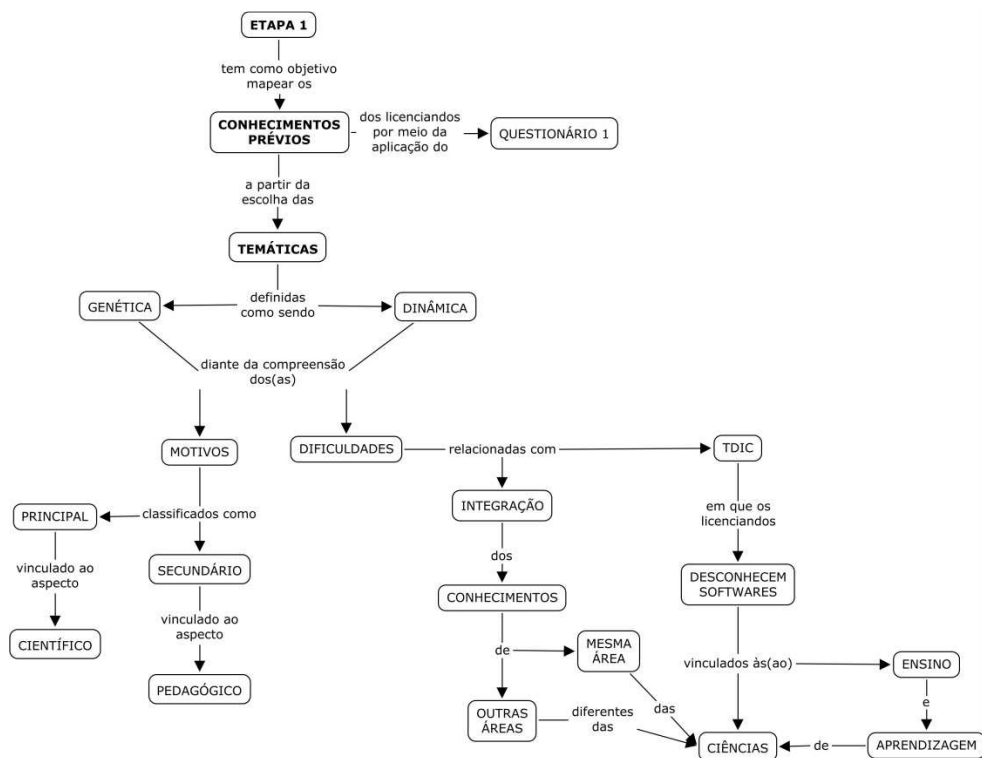 ETAPA 1
tem como objetivo
mapear os
CONHECIMENTOS
PRÉVIOS
dos licenciandos
por meio da
aplicação do
QUESTIONÁRIO 1
a partir da
escolha das
TEMÁTICAS
GENÉTICA
definidas
como sendo
DINÂMICA
diante da compreensão
dos(as)
MOTIVOS
DIFICULDADES
relacionadas com
TDIC
PRINCIPAL
classificados como
INTEGRAÇÃO
em que os
licenciandos
vinculado ao
aspecto
SECUNDÁRIO
dos
DESCONHECEM
SOFTWARES
CONHECIMENTOS
CIENTÍFICO
vinculado ao
aspecto
de
MESMA
ÁREA
vinculados às(ao)
ENSINO
PEDAGÓGICO
OUTRAS
ÁREAS
diferentes
das
das
e
CIÊNCIAS
de
APRENDIZAGEM